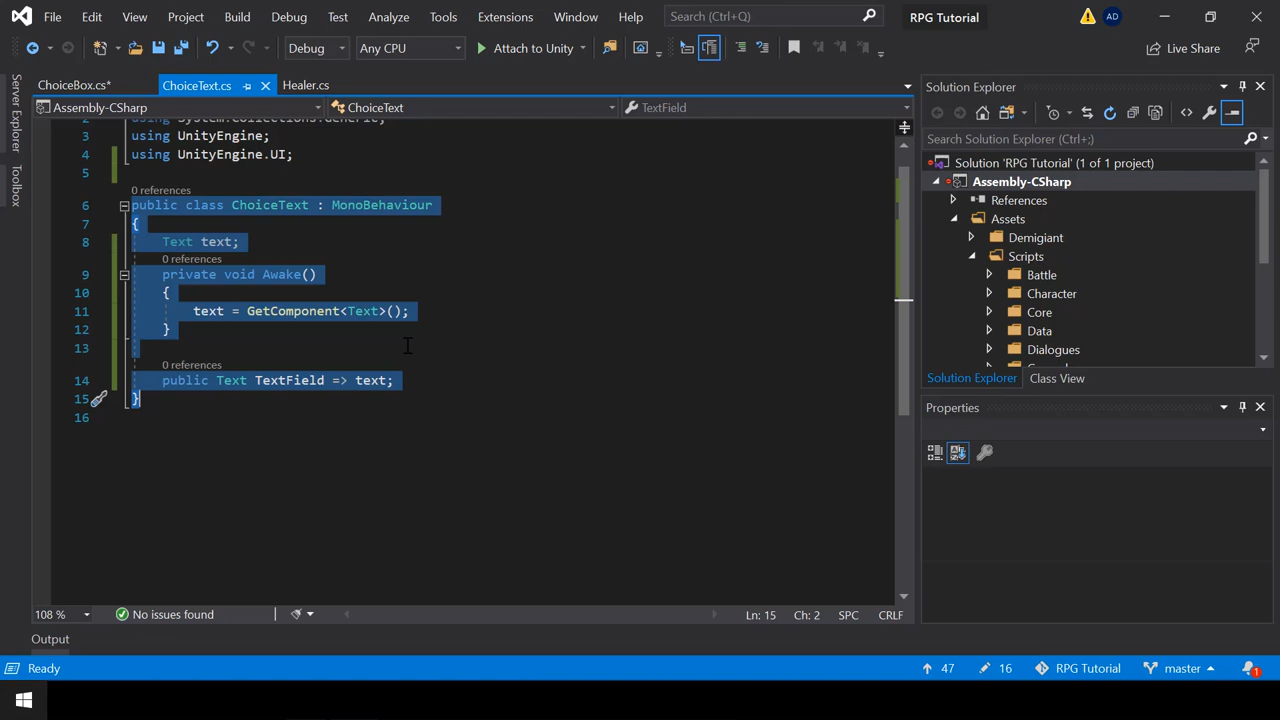 File Edit View Project Build Debug Test Analyze Tools Extensions Window Help Search (Ctrl+Q) RPG Tutorial AD
Debug Any CPU Attach to Unity Live Share
Server Explorer
Toolbox
ChoiceBox.cs* ChoiceText.cs Healer.cs
Assembly-CSharp ChoiceText TextField
2 using System.Collections.Generic;
3 using UnityEngine;
4 using UnityEngine.UI;
5
0 references
6 public class ChoiceText : MonoBehaviour
7 {
8 Text text;
0 references
9 private void Awake()
10 {
11 text = GetComponent<Text>();
12 }
13
0 references
14 public Text TextField => text;
15 }
16
108 % No issues found Ln: 15 Ch: 2 SPC CRLF
Output
Ready 47 16 RPG Tutorial master 1
Solution Explorer
Search Solution Explorer (Ctrl+;)
Solution 'RPG Tutorial' (1 of 1 project)
Assembly-CSharp
References
Assets
Demigiant
Scripts
Battle
Character
Core
Data
Dialogues
Solution Explorer Class View
Properties